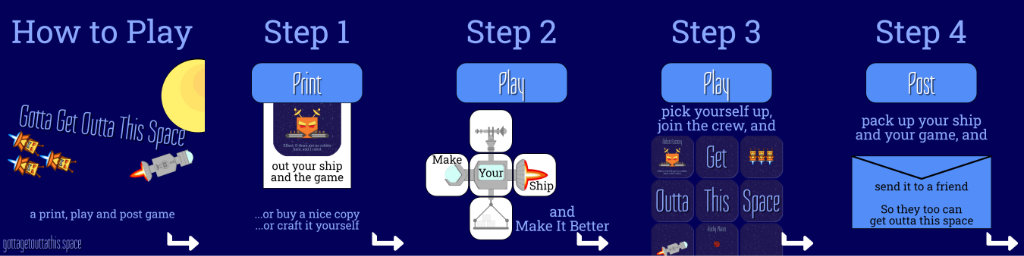 How to Play
Gotta Get Outta This Space
a print, play and post game
gottagetouttathis.space
Step 1
Print
out your ship
and the game
...or buy a nice copy
...or craft it yourself
Step 2
Play
Make
Your
Ship
and
Make It Better
Step 3
Play
pick yourself up,
join the crew, and
Get
Outta
This
Space
Step 4
Post
pack up your ship
and your game, and
send it to a friend
So they too can
get outta this space